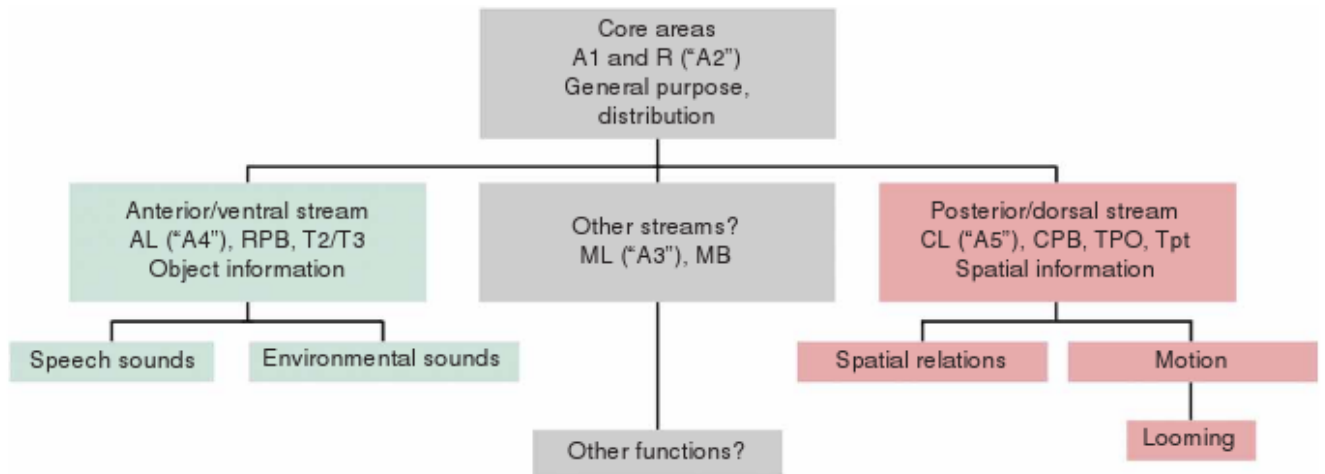 Core areas
A1 and R (“A2”)
General purpose,
distribution
Anterior/ventral stream
AL (“A4”), RPB, T2/T3
Object information
Other streams?
ML (“A3”), MB
Posterior/dorsal stream
CL (“A5”), CPB, TPO, Tpt
Spatial information
Speech sounds
Environmental sounds
Spatial relations
Motion
Other functions?
Looming